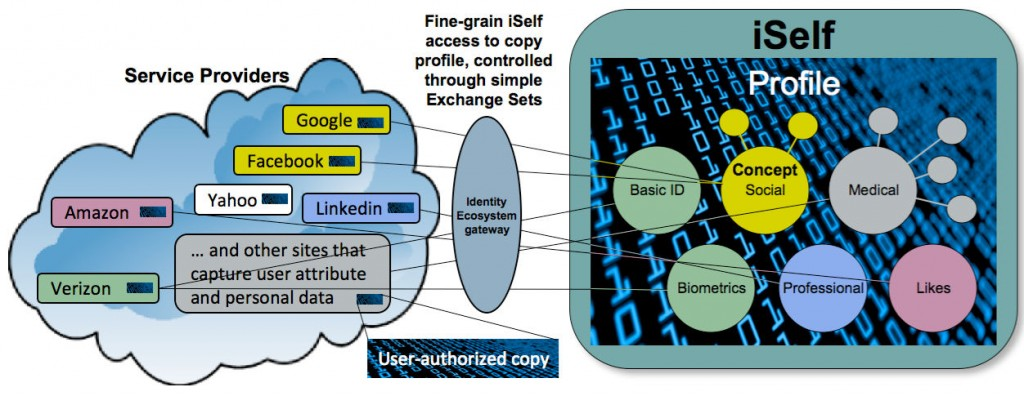 Service Providers
Google
Facebook
Yahoo
Linkedin
Amazon
... and other sites that
capture user attribute
and personal data
Verizon
User-authorized copy
Fine-grain iSelf
access to copy
profile, controlled
through simple
Exchange Sets
Identity
Ecosystem
gateway
iSelf
Profile
Basic ID
Concept
Social
Medical
Biometrics
Professional
Likes